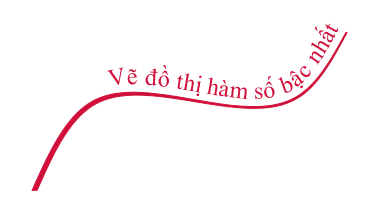 Vẽ đồ thị hàm số bậc nhất